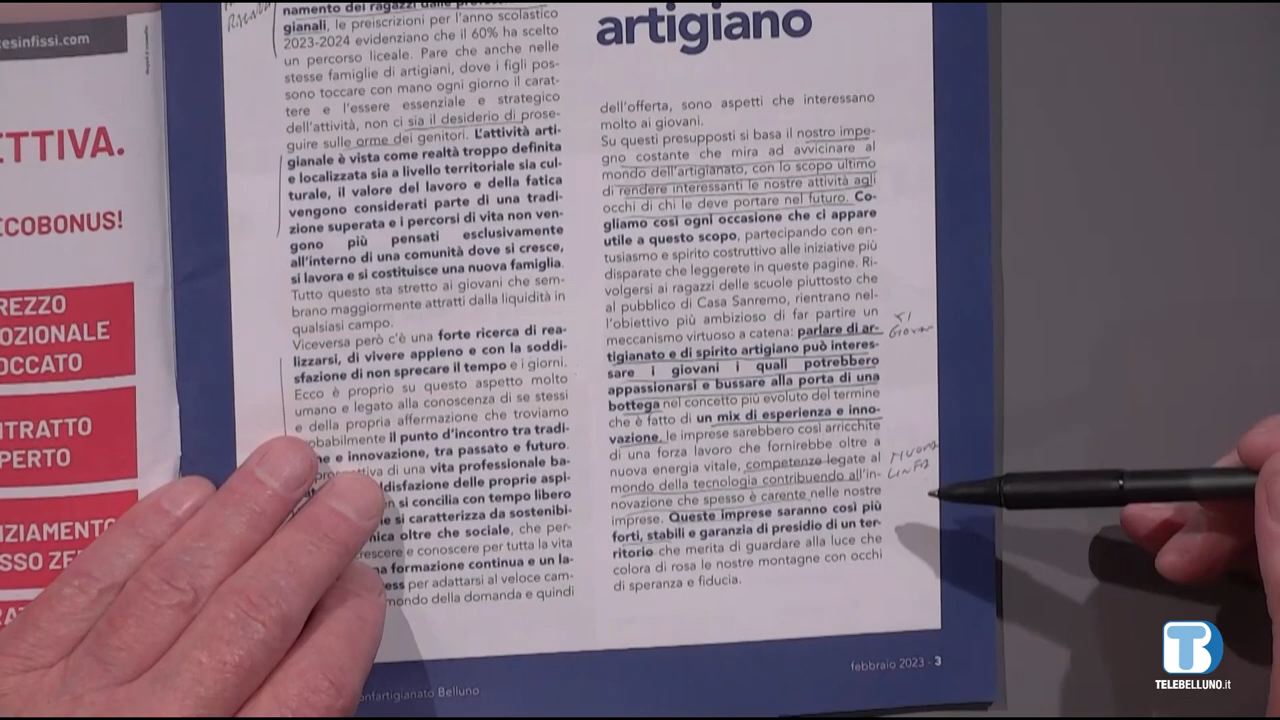 esinfissi.com
ETTIVA.
ECOBONUS!
REZZO
OZIONALE
OCCATO
NTRATTO
PERTO
NZIAMENTO
namento dei ragazzi dalle
gianali, le preiscrizioni per l'anno scolastico
2023-2024 evidenziano che il 60% ha scelto
un percorso liceale. Pare che anche nelle
stesse famiglie di artigiani, dove i figli pos-
sono toccare con mano ogni giorno il carat-
tere e l'essere essenziale e strategico
dell'attività, non ci sia il desiderio di prose-
guire sulle orme dei genitori. L'attività arti-
gianale è vista come realtà troppo definita
e localizzata sia a livello territoriale sia cul-
turale, il valore del lavoro e della fatica
vengono considerati parte di una tradi-
zione superata e i percorsi di vita non ven-
gono più pensati esclusivamente
all'interno di una comunità dove si cresce,
si lavora e si costituisce una nuova famiglia.
Tutto questo sta stretto ai giovani che sem-
brano maggiormente attratti dalla liquidità in
qualsiasi campo.
Viceversa però c'è una forte ricerca di rea-
lizzarsi, di vivere appieno e con la soddi-
sfazione di non sprecare il tempo e i giorni.
Ecco è proprio su questo aspetto molto
umano e legato alla conoscenza di se stessi
e della propria affermazione che troviamo
obabilmente il punto d'incontro tra tradi-
ne e innovazione, tra passato e futuro.
ttiva di una vita professionale ba-
ldisfazione delle proprie aspi-
n si concilia con tempo libero
e si caratterizza da sostenibi-
nica oltre che sociale, che per-
rescere e conoscere per tutta la vita
na formazione continua e un la-
ess per adattarsi al veloce cam-
mondo della domanda e quindi
artigiano
dell'offerta, sono aspetti che interessano
molto ai giovani.
Su questi presupposti si basa il nostro impe-
gno costante che mira ad avvicinare al
mondo dell'artigianato, con lo scopo ultimo
di rendere interessanti le nostre attività agli
occhi di chi le deve portare nel futuro. Co-
gliamo così ogni occasione che ci appare
utile a questo scopo, partecipando con en-
tusiasmo e spirito costruttivo alle iniziative più
disparate che leggerete in queste pagine. Ri-
volgersi ai ragazzi delle scuole piuttosto che
al pubblico di Casa Sanremo, rientrano nel-
l'obiettivo più ambizioso di far partire un
meccanismo virtuoso a catena: parlare di ar-
tigianato e di spirito artigiano può interes-
sare i giovani i quali potrebbero
appassionarsi e bussare alla porta di una
bottega nel concetto più evoluto del termine
che è fatto di un mix di esperienza e inno-
vazione, le imprese sarebbero così arricchite
di una forza lavoro che fornirebbe oltre a
nuova energia vitale, competenze legate al
mondo della tecnologia contribuendo all'in-
novazione che spesso è carente nelle nostre
imprese. Queste imprese saranno così più
forti, stabili e garanzia di presidio di un ter-
ritorio che merita di guardare alla luce che
colora di rosa le nostre montagne con occhi
di speranza e fiducia.
NUOVA
LINFA
onfartigianato Belluno
febbraio 2023 - 3
TELEBELLUNO.it